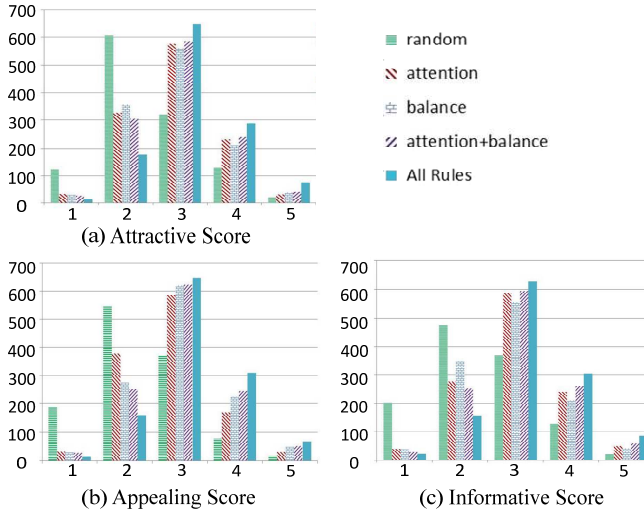 700
600
500
400
300
200
100
0
1 2 3 4 5
(a) Attractive Score
random
attention
balance
attention+balance
All Rules
700
600
500
400
300
200
100
0
1 2 3 4 5
(b) Appealing Score
700
600
500
400
300
200
100
0
1 2 3 4 5
(c) Informative Score